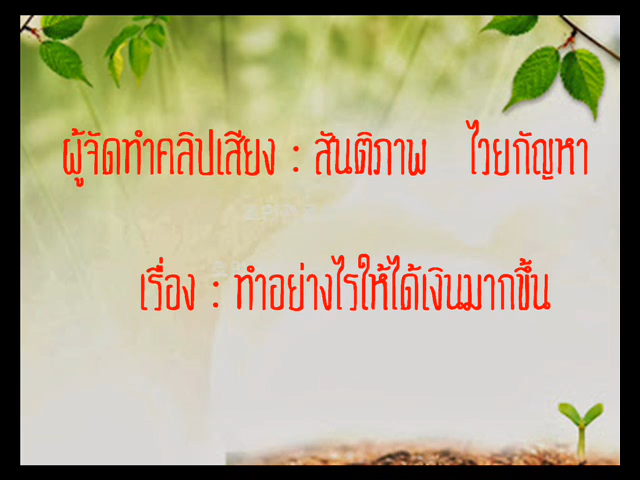 ผู้จัดทำคลิปเสียง : สันติภาพ ไวยกัญหา
เรื่อง : ทำอย่างไรให้ได้เงินมากขึ้น